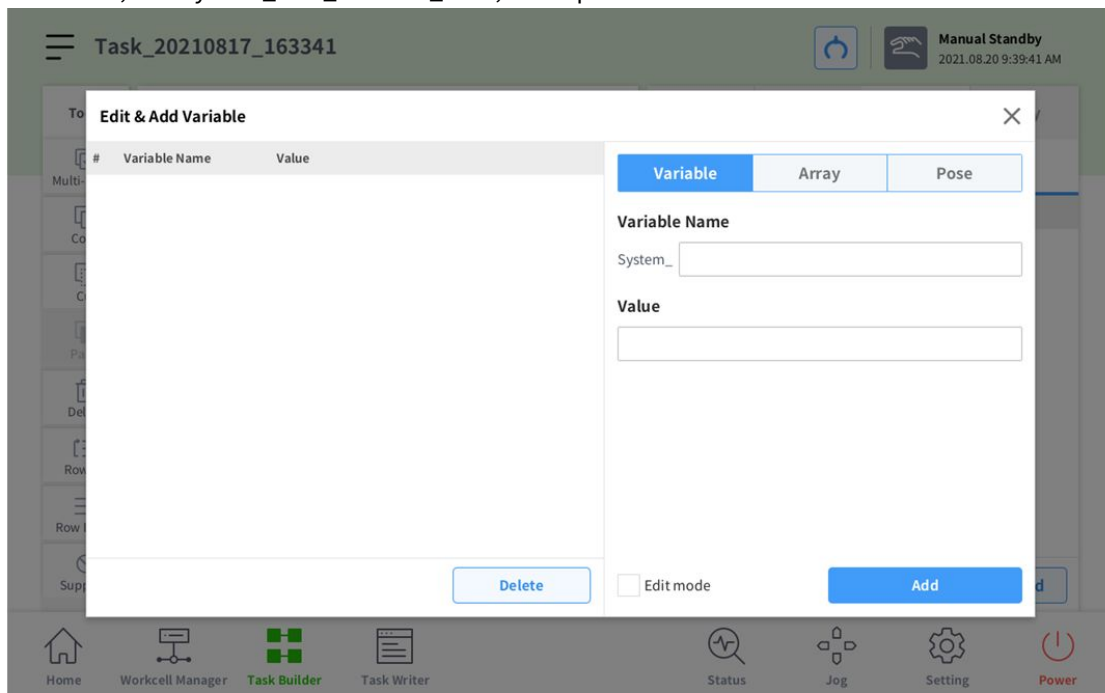 Task_20210817_163341
Manual Standby
2021.08.20 9:39:41 AM
Edit & Add Variable
# Variable Name Value
Variable Array Pose
Variable Name
System_
Value
Delete
Edit mode
Add
Home
Workcell Manager
Task Builder
Task Writer
Status
Jog
Setting
Power